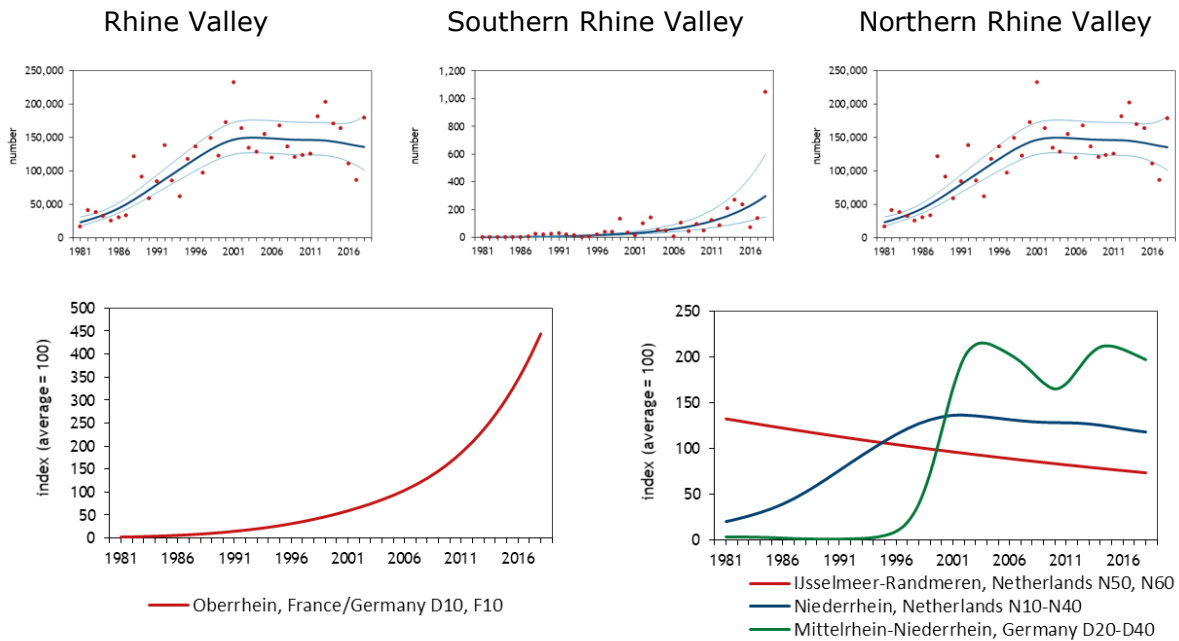 Rhine Valley
Southern Rhine Valley
Northern Rhine Valley
250,000
200,000
150,000
100,000
50,000
0
number
1981 1986 1991 1996 2001 2006 2011 2016
1,200
1,000
800
600
400
200
0
number
1981 1986 1991 1996 2001 2006 2011 2016
250,000
200,000
150,000
100,000
50,000
0
number
1981 1986 1991 1996 2001 2006 2011 2016
500
450
400
350
300
250
200
150
100
50
0
index (average = 100)
1981 1986 1991 1996 2001 2006 2011 2016
Oberrhein, France/Germany D10, F10
250
200
150
100
50
0
index (average = 100)
1981 1986 1991 1996 2001 2006 2011 2016
IJsselmeer-Randmeren, Netherlands N50, N60
Niederrhein, Netherlands N10-N40
Mittelrhein-Niederrhein, Germany D20-D40